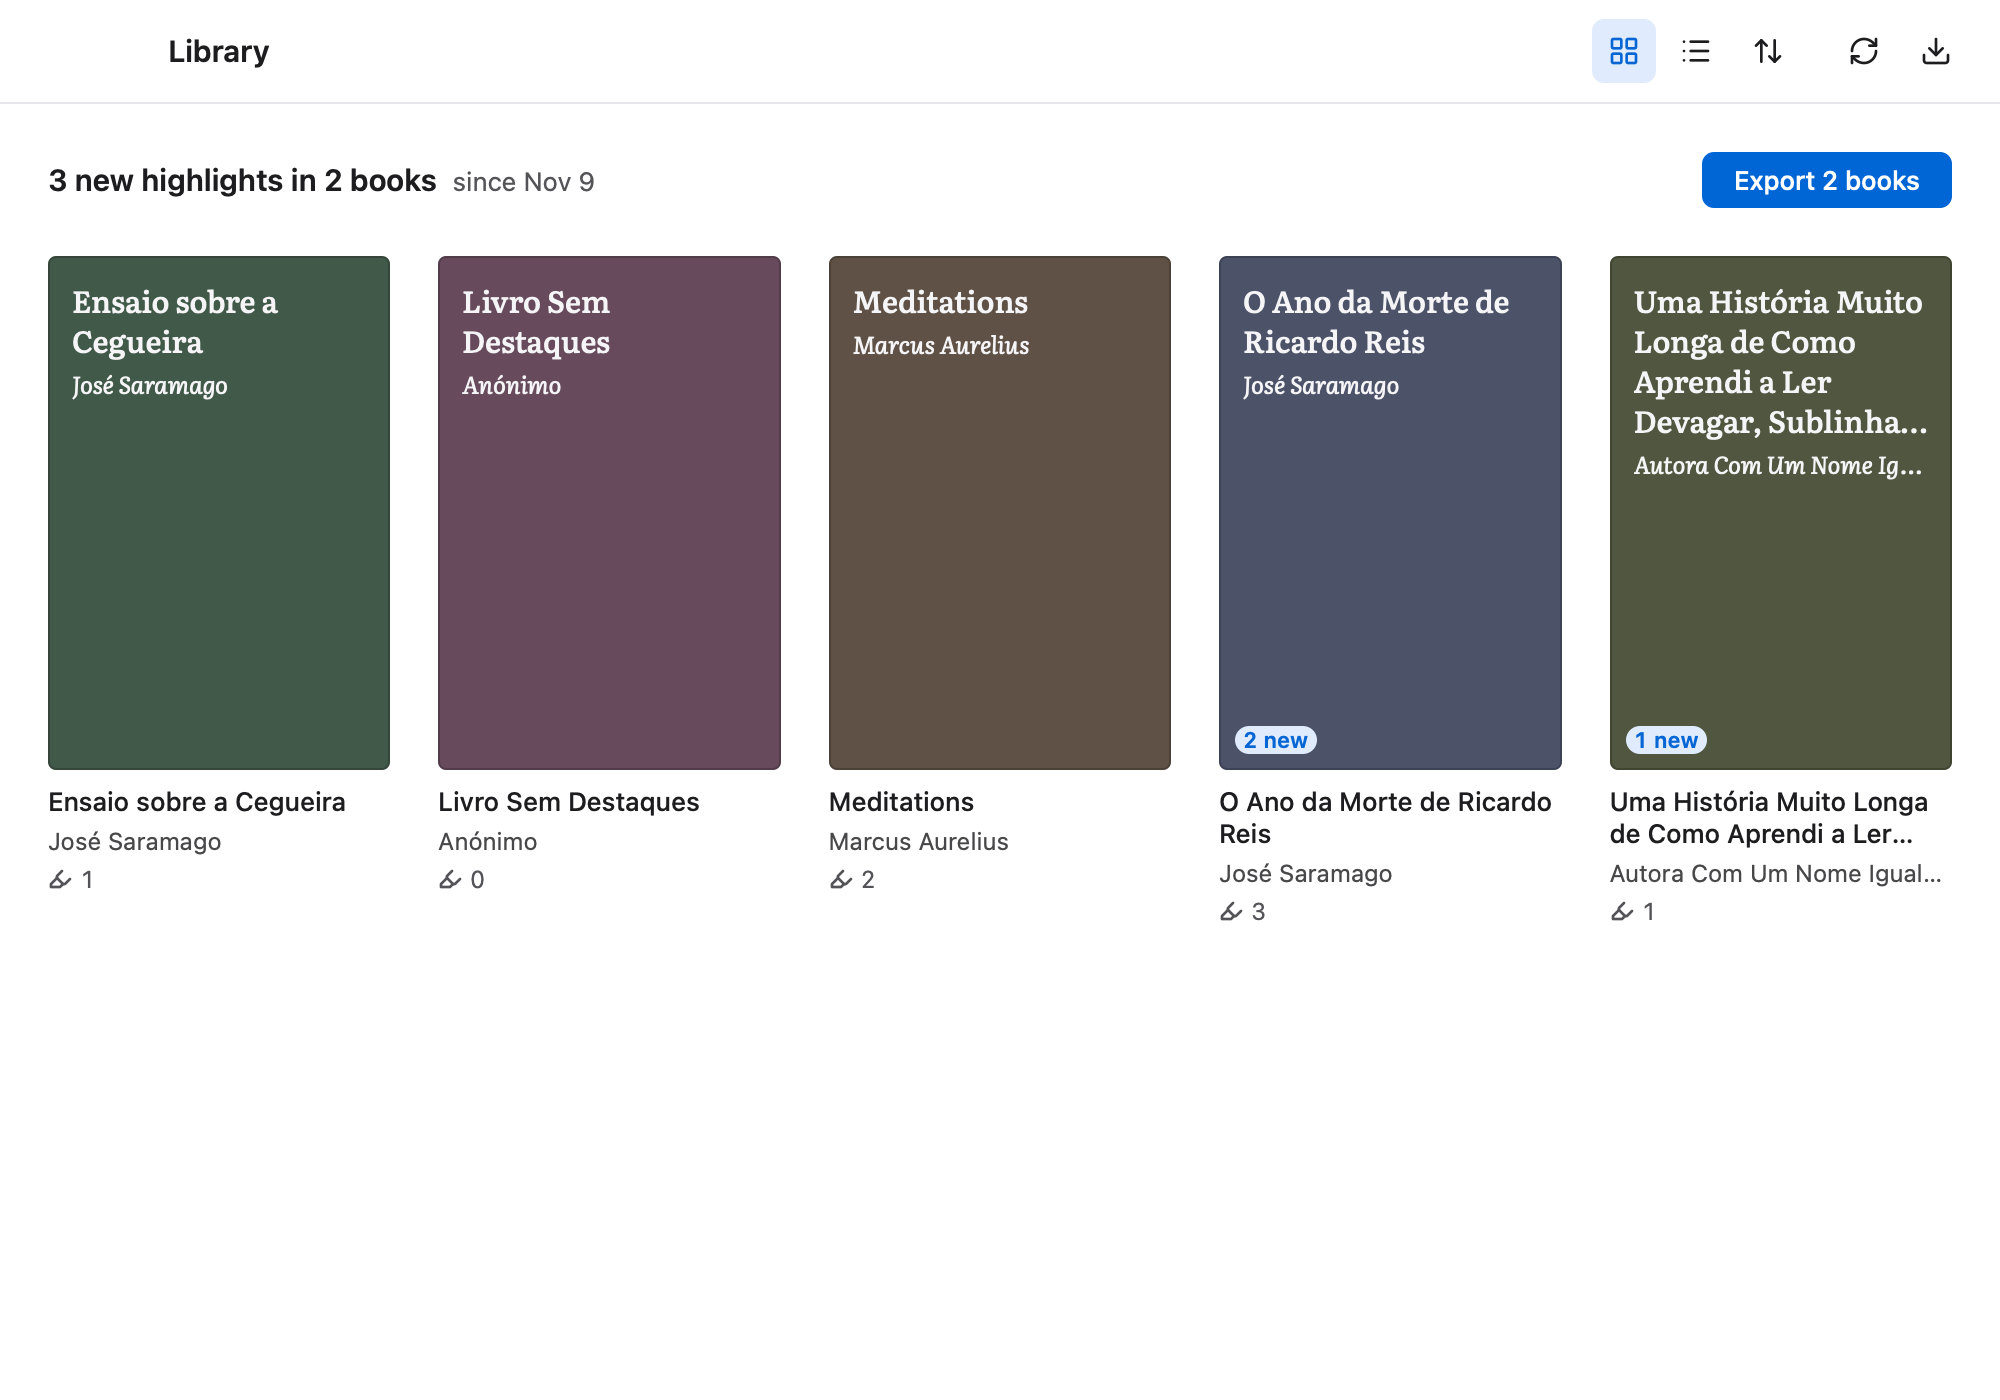 Library
3 new highlights in 2 books since Nov 9
Export 2 books
Ensaio sobre a
Cegueira
José Saramago
Livro Sem
Destaques
Anónimo
Meditations
Marcus Aurelius
O Ano da Morte de
Ricardo Reis
José Saramago
2 new
Uma História Muito
Longa de Como
Aprendi a Ler
Devagar, Sublinha...
Autora Com Um Nome Ig...
1 new
Ensaio sobre a Cegueira
José Saramago
1
Livro Sem Destaques
Anónimo
0
Meditations
Marcus Aurelius
2
O Ano da Morte de Ricardo
Reis
José Saramago
3
Uma História Muito Longa
de Como Aprendi a Ler...
Autora Com Um Nome Igual...
1